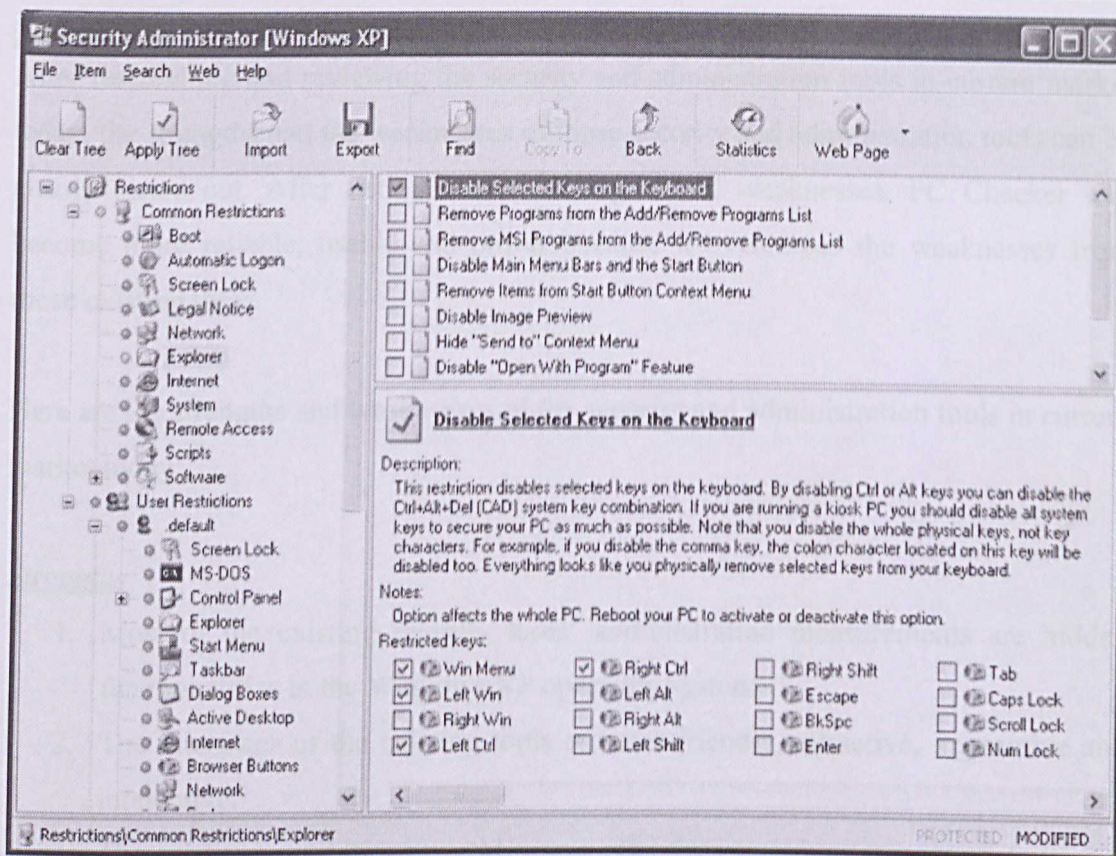 Security Administrator [Windows XP]
File Item Search Web Help
Clear Tree Apply Tree Import Export Find Copy To Back Statistics Web Page
Restrictions
Common Restrictions
Boot
Automatic Logon
Screen Lock
Legal Notice
Network
Explorer
Internet
System
Remote Access
Scripts
Software
User Restrictions
.default
Screen Lock
MS-DOS
Control Panel
Explorer
Start Menu
Taskbar
Dialog Boxes
Active Desktop
Internet
Browser Buttons
Network
Disable Selected Keys on the Keyboard
Remove Programs from the Add/Remove Programs List
Remove MSI Programs from the Add/Remove Programs List
Disable Main Menu Bars and the Start Button
Remove Items from Start Button Context Menu
Disable Image Preview
Hide "Send to" Context Menu
Disable "Open With Program" Feature
Disable Selected Keys on the Keyboard
Description:
This restriction disables selected keys on the keyboard. By disabling Ctrl or Alt keys you can disable the
Ctrl+Alt+Del (CAD) system key combination. If you are running a kiosk PC you should disable all system
keys to secure your PC as much as possible. Note that you disable the whole physical keys, not key
characters. For example, if you disable the comma key, the colon character located on this key will be
disabled too. Everything looks like you physically remove selected keys from your keyboard.
Notes:
Option affects the whole PC. Reboot your PC to activate or deactivate this option.
Restricted keys:
Win Menu Right Ctrl Right Shift Tab
Left Win Left Alt Escape Caps Lock
Right Win Right Alt BkSpc Scroll Lock
Left Ctrl Left Shift Enter Num Lock
Restrictions\Common Restrictions\Explorer PROTECTED MODIFIED